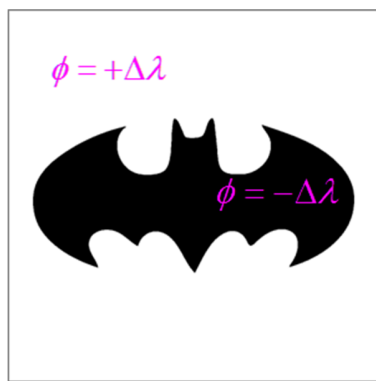 ϕ = +Δλ
ϕ = −Δλ